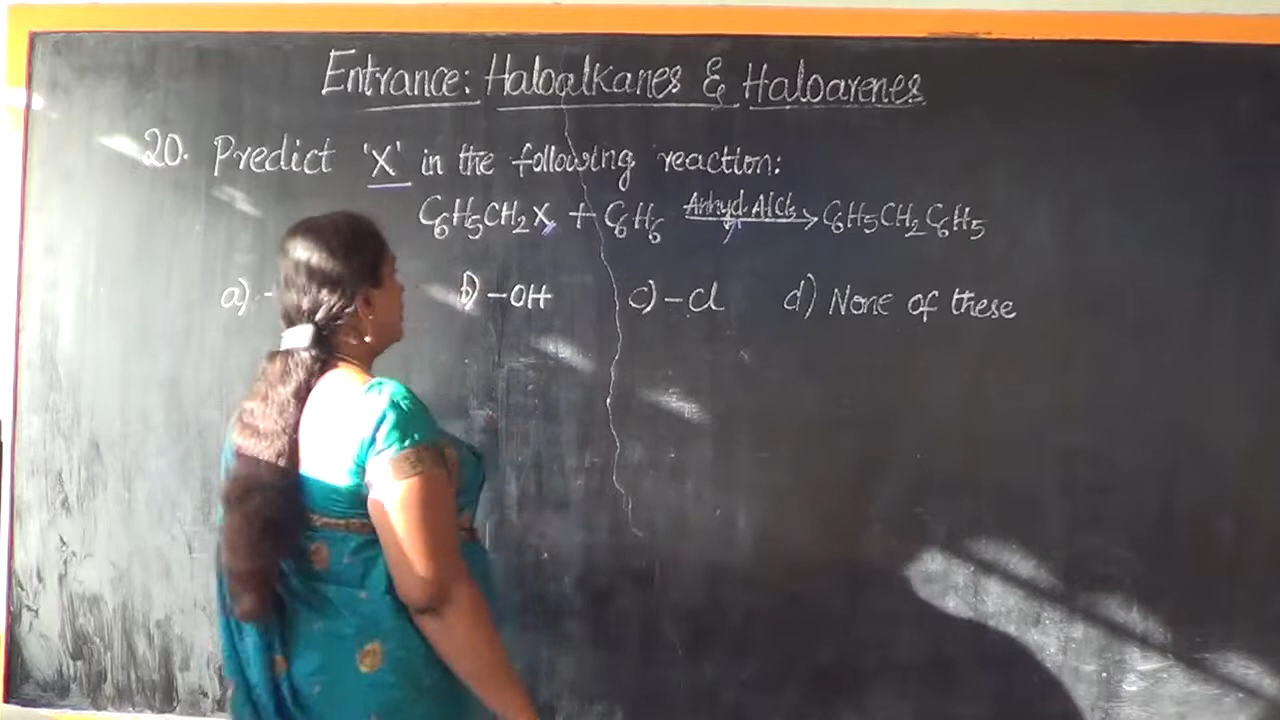 Entrance: Haloalkanes & Haloarenes
20. Predict 'X' in the following reaction:
C6H5CH2X + C6H6 Anhyd. AlCl3 → C6H5CH2C6H5
a) - b) -OH c) -Cl d) None of these